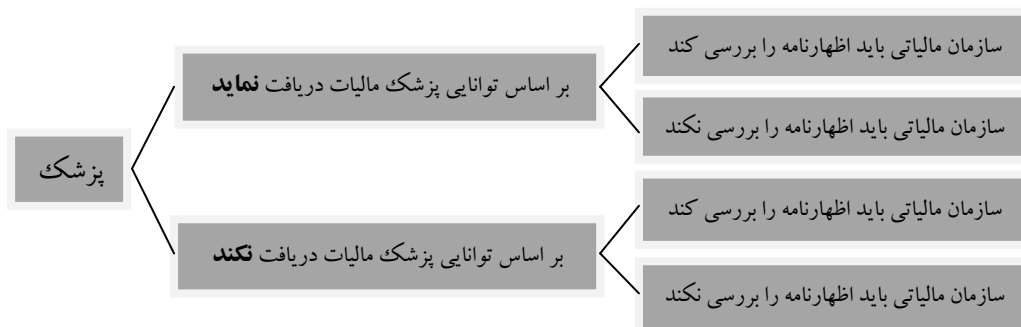 پزشک
بر اساس توانایی پزشک مالیات دریافت نماید
سازمان مالیاتی باید اظهارنامه را بررسی کند
سازمان مالیاتی باید اظهارنامه را بررسی نکند
بر اساس توانایی پزشک مالیات دریافت نکند
سازمان مالیاتی باید اظهارنامه را بررسی کند
سازمان مالیاتی باید اظهارنامه را بررسی نکند